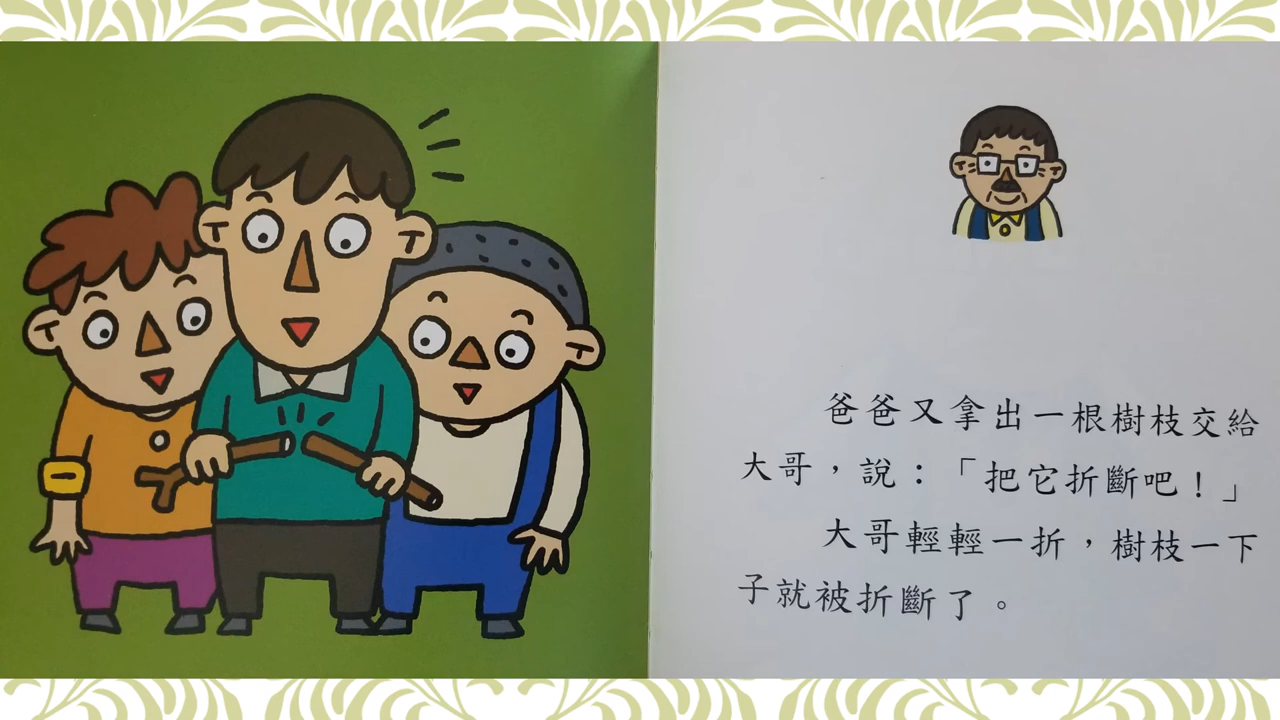 爸爸又拿出一根樹枝交給
大哥，說：「把它折斷吧！」
大哥輕輕一折，樹枝一下
子就被折斷了。